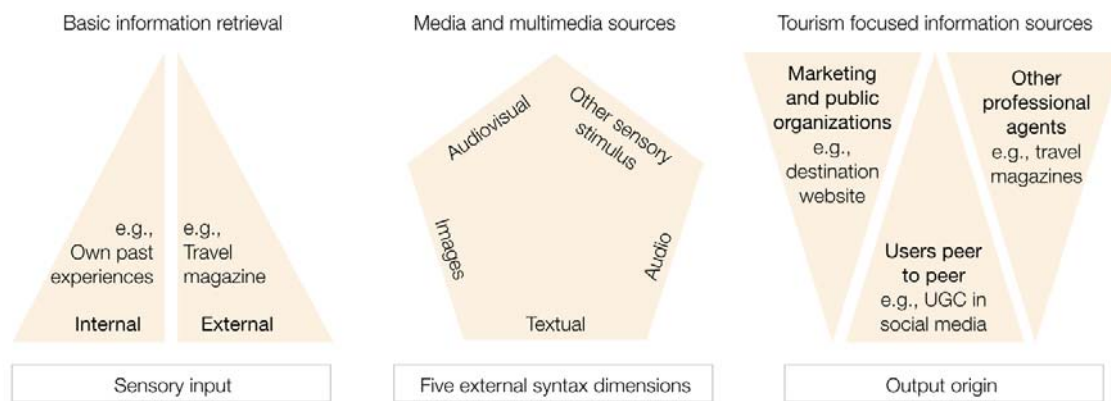 Basic information retrieval
e.g.,
Own past
experiences
Internal
e.g.,
Travel
magazine
External
Sensory input
Media and multimedia sources
Audiovisual
Other sensory
stimulus
Images
Audio
Textual
Five external syntax dimensions
Tourism focused information sources
Marketing
and public
organizations
e.g.,
destination
website
Users peer
to peer
e.g., UGC in
social media
Other
professional
agents
e.g., travel
magazines
Output origin